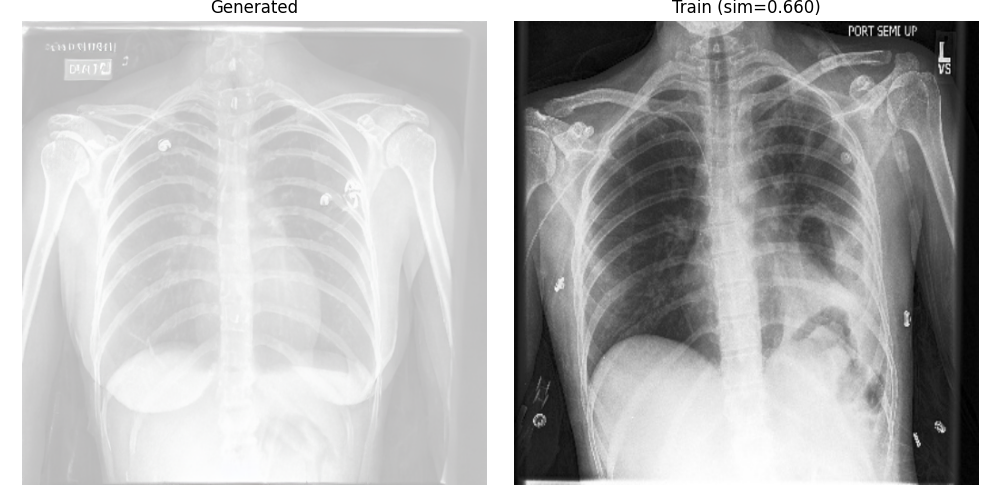 Generated
Train (sim=0.660)
PORT SEMI UP
L
VS